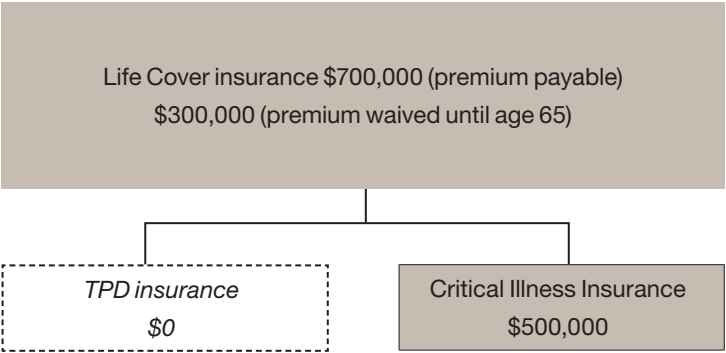 Life Cover insurance $700,000 (premium payable)
$300,000 (premium waived until age 65)
TPD insurance
$0
Critical Illness Insurance
$500,000